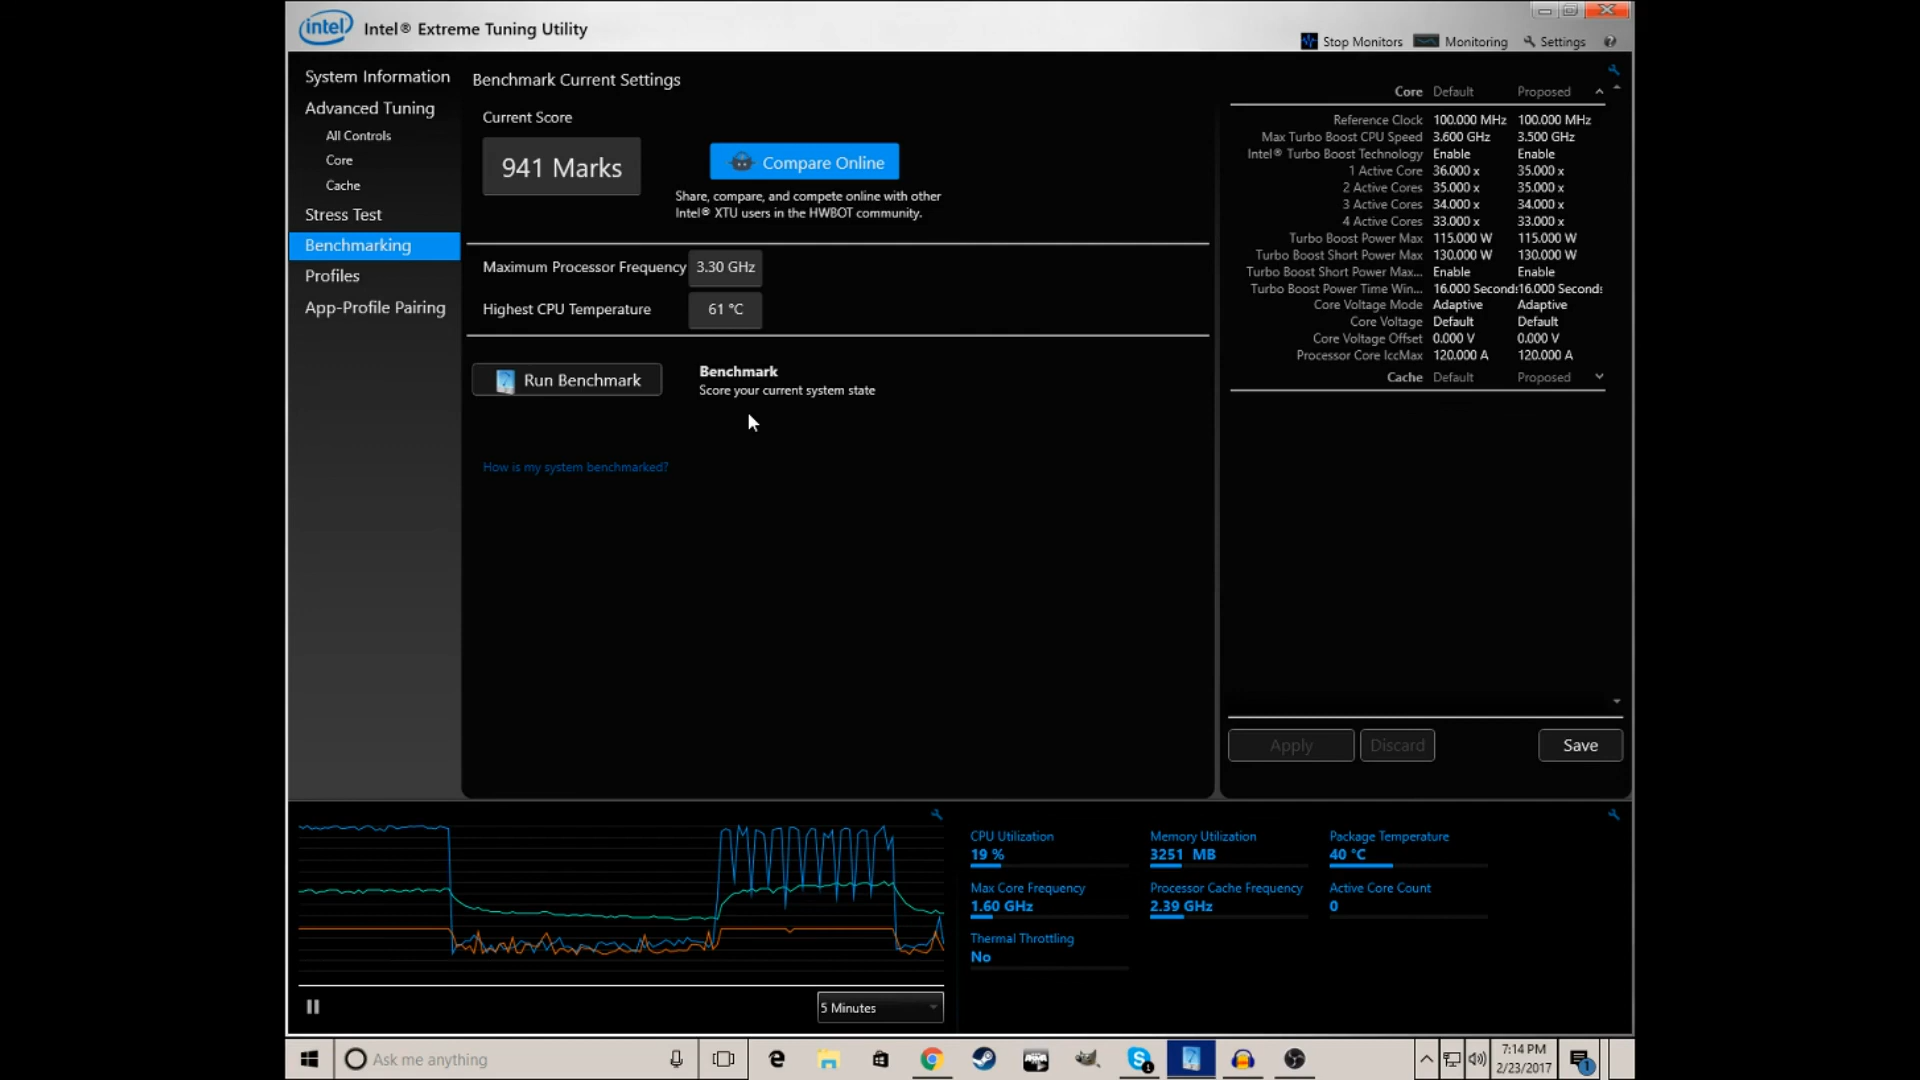 intel Intel® Extreme Tuning Utility
Stop Monitors Monitoring Settings ?
System Information
Advanced Tuning
All Controls
Core
Cache
Stress Test
Benchmarking
Profiles
App-Profile Pairing
Benchmark Current Settings
Current Score
941 Marks
Compare Online
Share, compare, and compete online with other
Intel® XTU users in the HWBOT community.
Maximum Processor Frequency 3.30 GHz
Highest CPU Temperature 61 °C
Run Benchmark
Benchmark
Score your current system state
How is my system benchmarked?
Core Default Proposed
Reference Clock 100.000 MHz 100.000 MHz
Max Turbo Boost CPU Speed 3.600 GHz 3.500 GHz
Intel® Turbo Boost Technology Enable Enable
1 Active Core 36.000 x 35.000 x
2 Active Cores 35.000 x 35.000 x
3 Active Cores 34.000 x 34.000 x
4 Active Cores 33.000 x 33.000 x
Turbo Boost Power Max 115.000 W 115.000 W
Turbo Boost Short Power Max 130.000 W 130.000 W
Turbo Boost Short Power Max... Enable Enable
Turbo Boost Power Time Win... 16.000 Seconds 16.000 Seconds
Core Voltage Mode Adaptive Adaptive
Core Voltage Default Default
Core Voltage Offset 0.000 V 0.000 V
Processor Core IccMax 120.000 A 120.000 A
Cache Default Proposed
Apply Discard Save
CPU Utilization
19 %
Memory Utilization
3251 MB
Package Temperature
40 °C
Max Core Frequency
1.60 GHz
Processor Cache Frequency
2.39 GHz
Active Core Count
0
Thermal Throttling
No
5 Minutes
Ask me anything
1
7:14 PM
2/23/2017
1